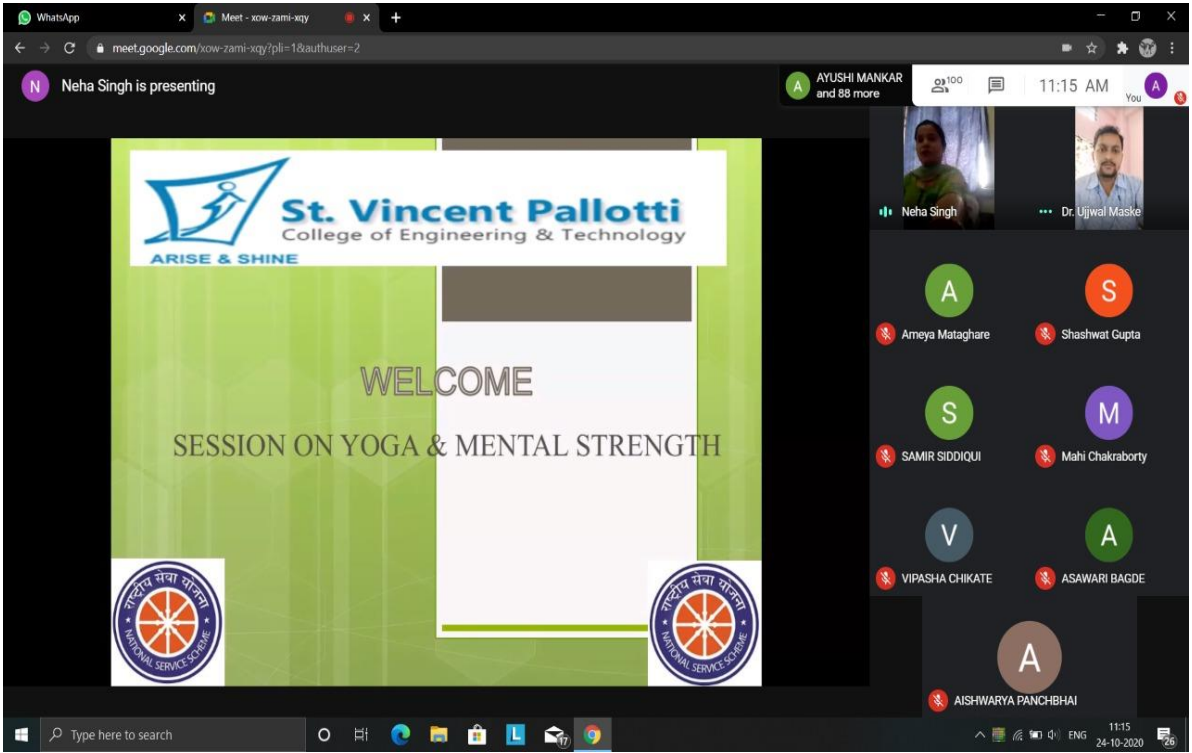 WhatsApp
Meet - xow-zami-xqy
meet.google.com/xow-zami-xqy?pli=1&authuser=2
N
Neha Singh is presenting
A
AYUSHI MANKAR
and 88 more
100
11:15 AM
You
A
St. Vincent Pallotti
College of Engineering & Technology
ARISE & SHINE
WELCOME
SESSION ON YOGA & MENTAL STRENGTH
राष्ट्रीय सेवा योजना
NATIONAL SERVICE SCHEME
राष्ट्रीय सेवा योजना
NATIONAL SERVICE SCHEME
Neha Singh
Dr. Ujjwal Maske
A
Ameya Mataghare
S
Shashwat Gupta
S
SAMIR SIDDIQUI
M
Mahi Chakraborty
V
VIPASHA CHIKATE
A
ASAWARI BAGDE
A
AISHWARYA PANCHBHAI
Type here to search
L
17
ENG
11:15
24-10-2020
26